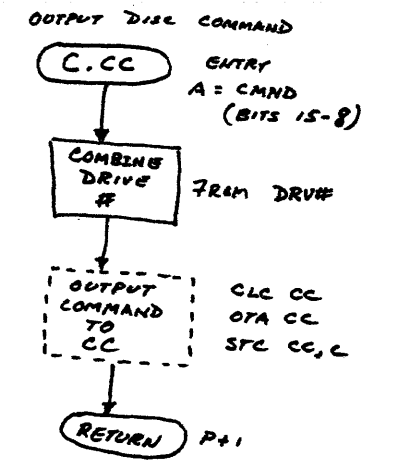 OUTPUT DISC COMMAND
C.CC
ENTRY
A = CMND
(BITS 15-8)
COMBINE
DRIVE
#
FROM DRV#
OUTPUT
COMMAND
TO
CC
CLC CC
OTA CC
STC CC,C
RETURN
P+1